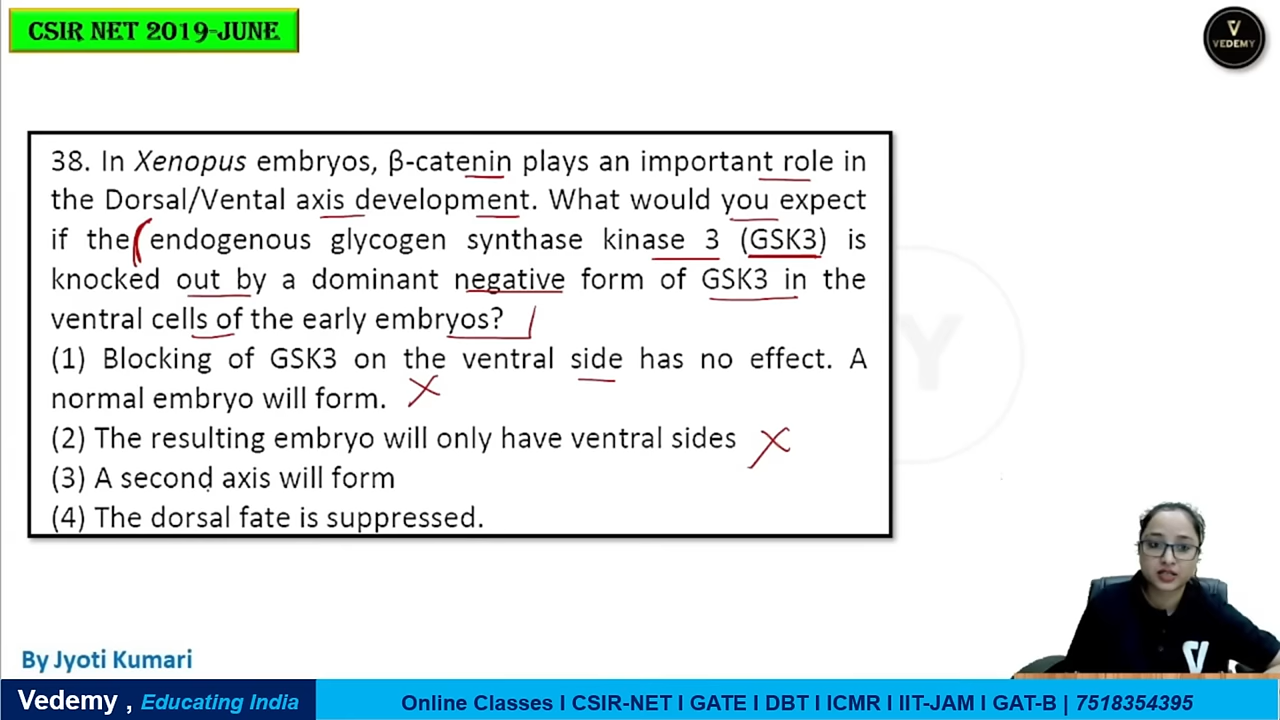 CSIR NET 2019-JUNE
V
VEDEMY
38. In Xenopus embryos, β-catenin plays an important role in
the Dorsal/Vental axis development. What would you expect
if the endogenous glycogen synthase kinase 3 (GSK3) is
knocked out by a dominant negative form of GSK3 in the
ventral cells of the early embryos?
(1) Blocking of GSK3 on the ventral side has no effect. A
normal embryo will form.
(2) The resulting embryo will only have ventral sides
(3) A second axis will form
(4) The dorsal fate is suppressed.
By Jyoti Kumari
Vedemy , Educating India
Online Classes I CSIR-NET I GATE I DBT I ICMR I IIT-JAM I GAT-B | 7518354395